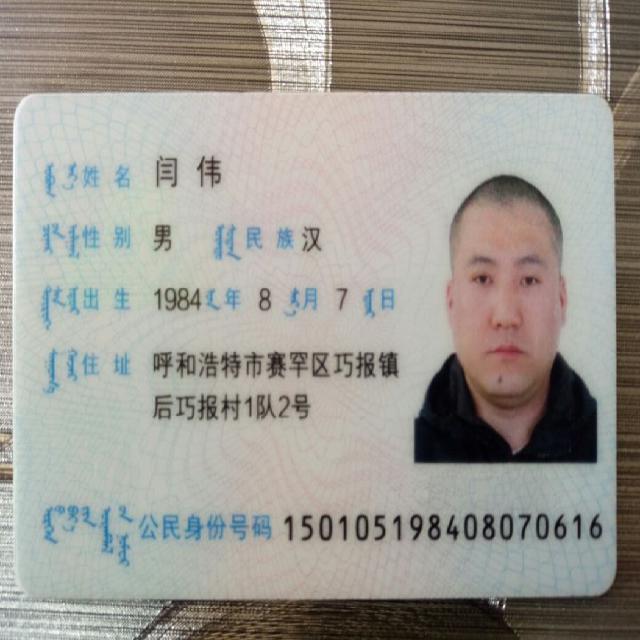 姓名 闫伟
性别 男 民族 汉
出生 1984 年 8 月 7 日
住址 呼和浩特市赛罕区巧报镇
后巧报村1队2号
公民身份号码 150105198408070616